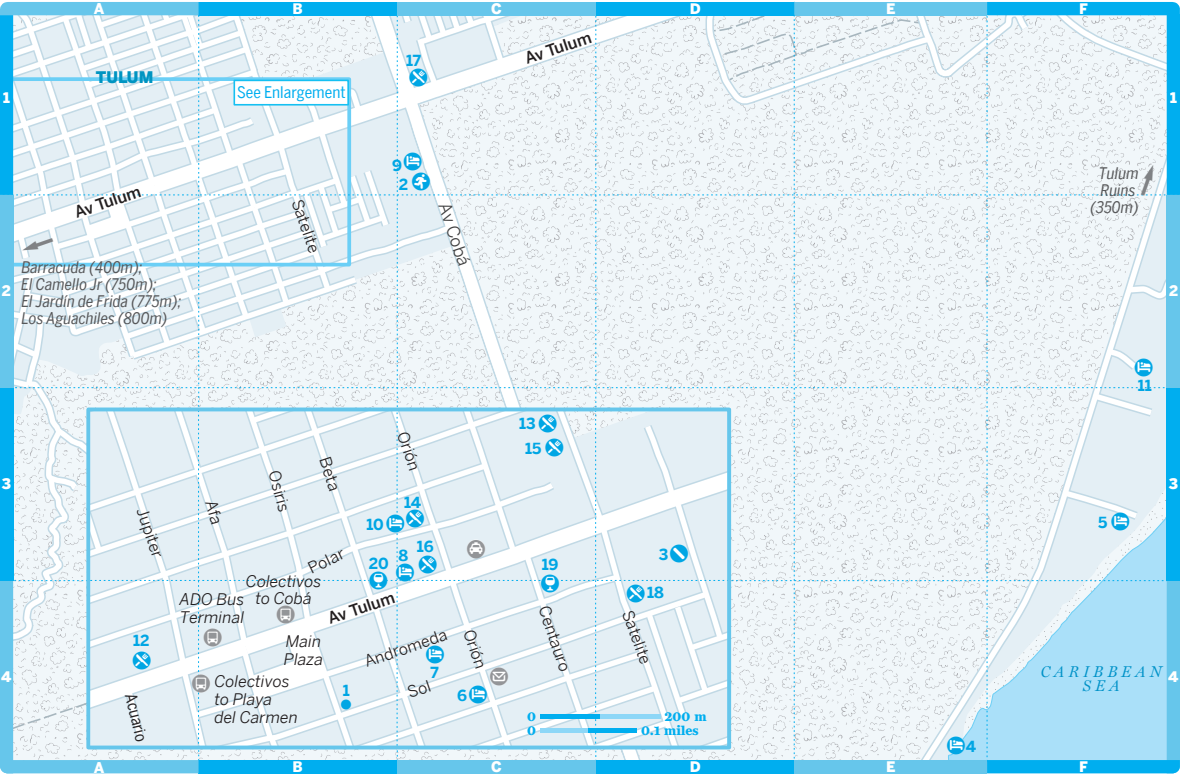 A
B
C
D
E
F
1
2
3
4
TULUM
See Enlargement
17
Av Tulum
9
2
Av Tulum
Satelite
Av Cobá
Tulum
Ruins
(350m)
Barracuda (400m);
El Camello Jr (750m);
El Jardín de Frida (775m);
Los Aguachiles (800m)
11
13
15
Orión
Beta
Osiris
Afa
Jupiter
14
10
16
8
20
Polar
3
5
19
18
Colectivos
to Cobá
ADO Bus
Terminal
Av Tulum
Main
Plaza
12
Andromeda
Orión
Centauro
Satelite
7
Sol
6
1
Colectivos
to Playa
del Carmen
Acuario
0
200 m
0
0.1 miles
CARIBBEAN
SEA
4
1
2
3
4
A
B
C
D
E
F